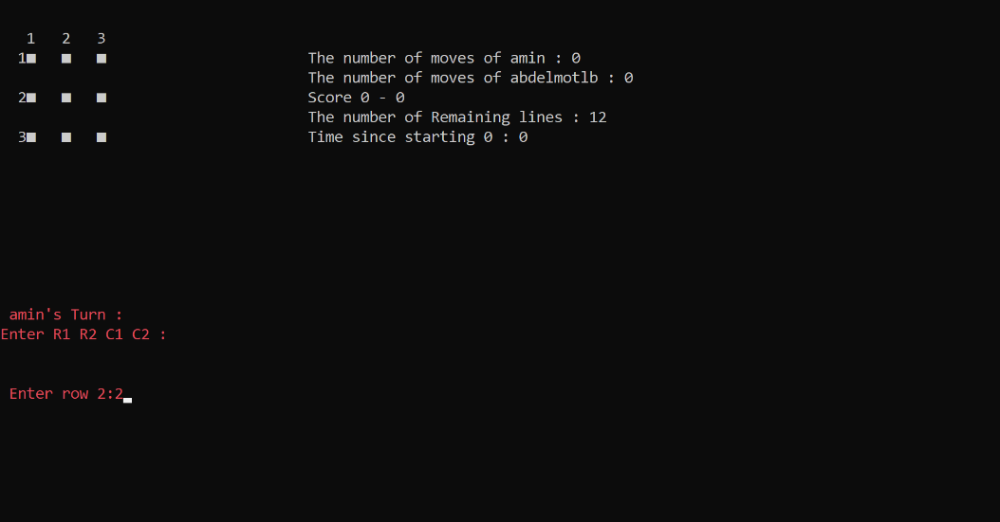 1 2 3
1■ ■ ■ The number of moves of amin : 0
The number of moves of abdelmotlb : 0
2■ ■ ■ Score 0 - 0
The number of Remaining lines : 12
3■ ■ ■ Time since starting 0 : 0
amin's Turn :
Enter R1 R2 C1 C2 :
Enter row 2:2